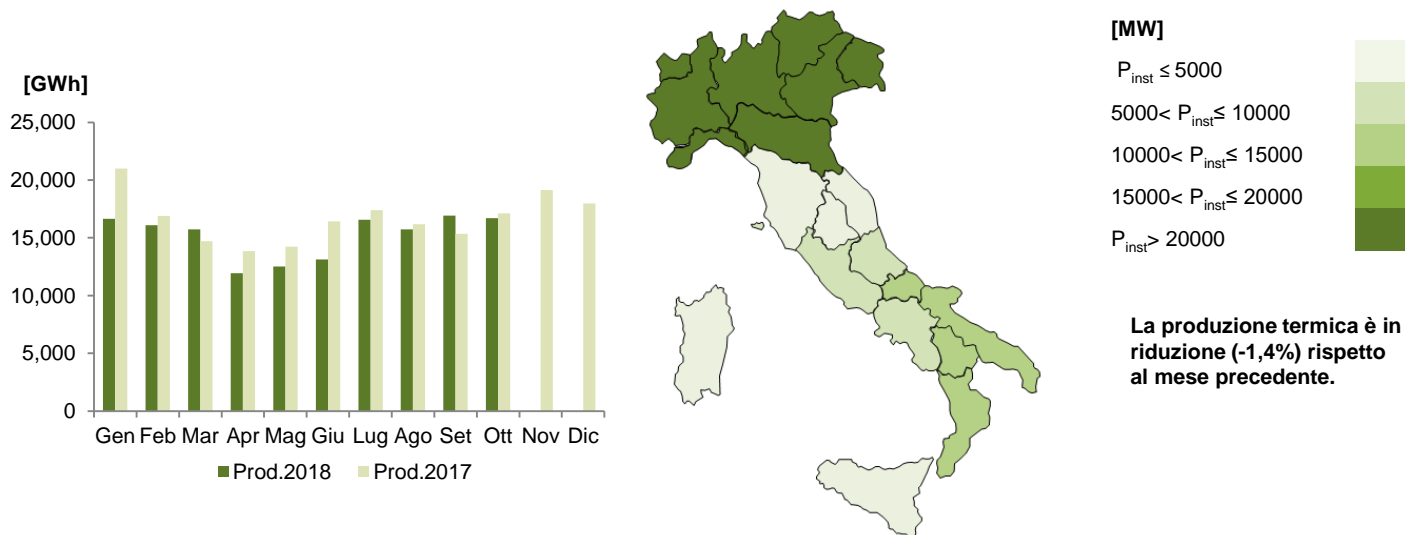 [GWh]
25,000
20,000
15,000
10,000
5,000
0
Gen Feb Mar Apr Mag Giu Lug Ago Set Ott Nov Dic
Prod.2018 Prod.2017
[MW]
Pinst ≤ 5000
5000< Pinst≤ 10000
10000< Pinst≤ 15000
15000< Pinst≤ 20000
Pinst> 20000
La produzione termica è in
riduzione (-1,4%) rispetto
al mese precedente.